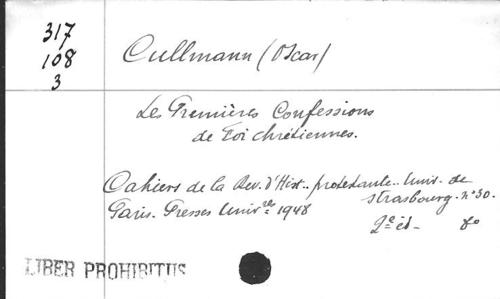 317
108
3
Cullmann (Oscar)
Les Premières Confessions
de Foi chrétiennes.
Cahiers de la Rev. d'Hist.. protestante.. Univ. de
Strasbourg. n° 30.
Paris. Presses Univ.res 1948
2e éd - 8°
LIBER PROHIBITUS